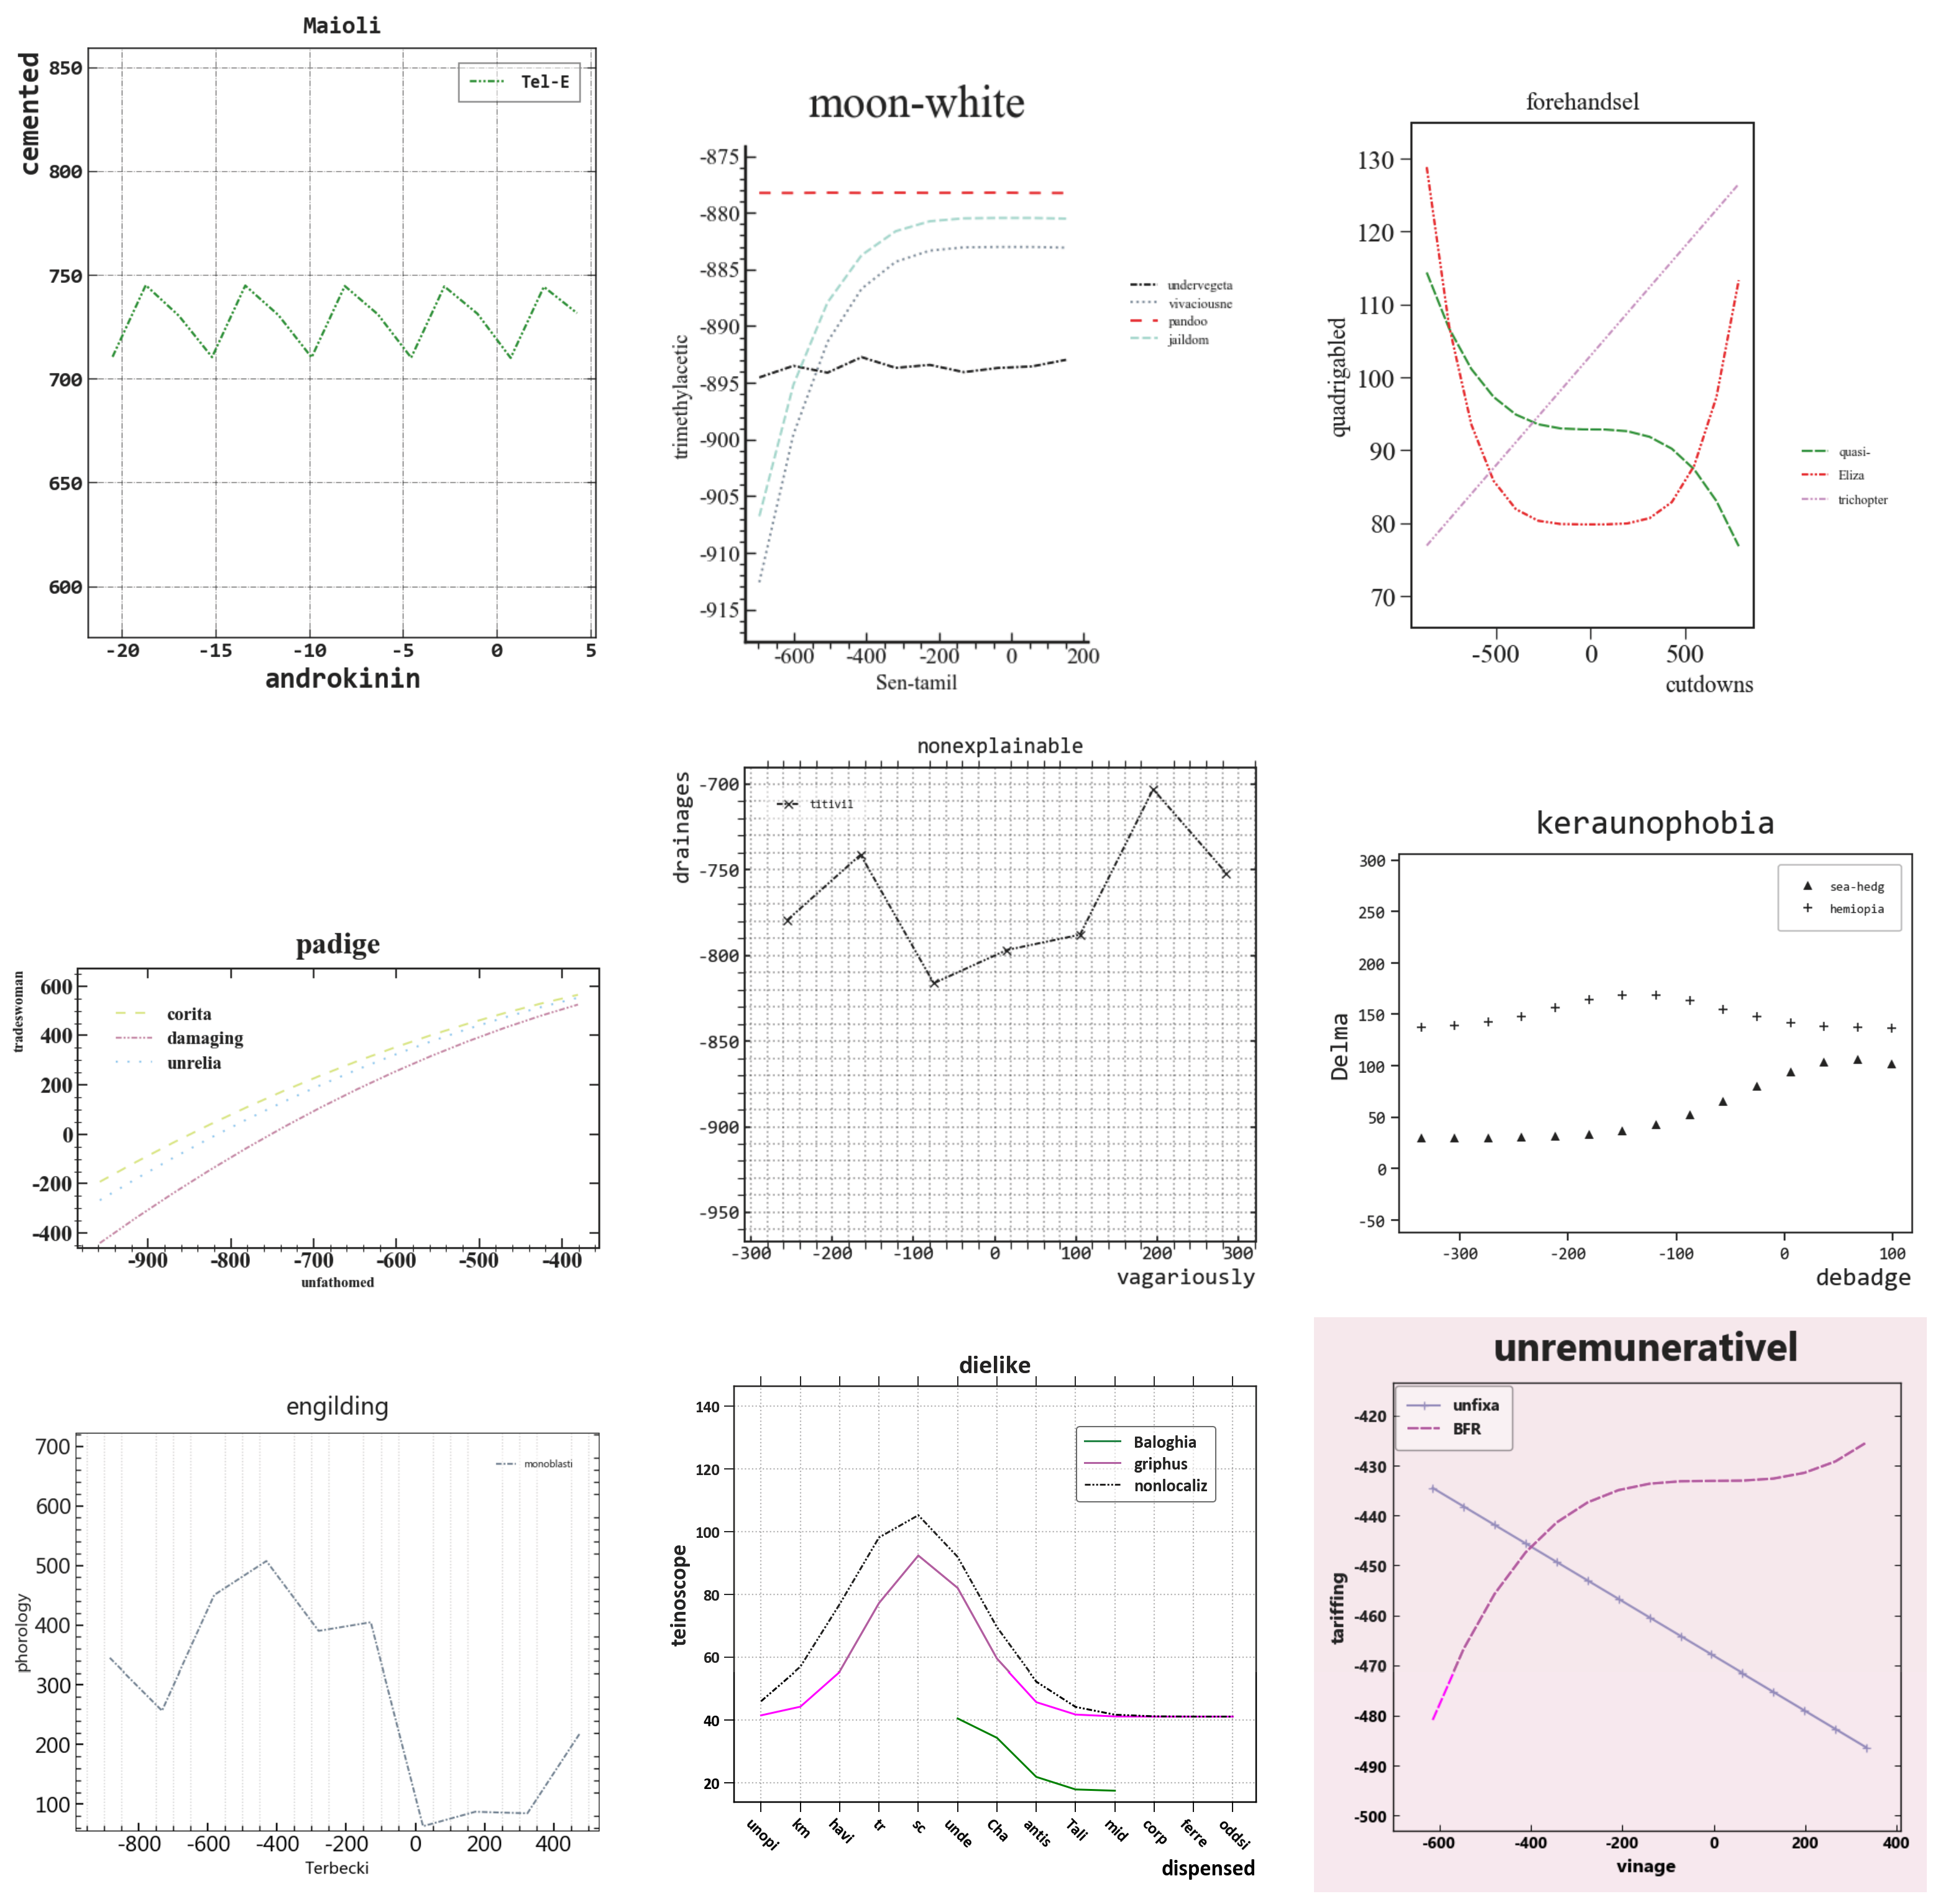 Maioli
cemented
850
800
750
700
650
600
-20 -15 -10 -5 0 5
androkinin
Tel-E
moon-white
trimethylacetic
-875
-880
-885
-890
-895
-900
-905
-910
-915
-600 -400 -200 0 200
Sen-tamil
undervegeta
vivaciousne
pandoo
jaildom
forehandsel
quadrigabled
130
120
110
100
90
80
70
-500 0 500
cutdowns
quasi-
Eliza
trichopter
padige
tradeswoman
600
400
200
0
-200
-400
-900 -800 -700 -600 -500 -400
unfathomed
corita
damaging
unrelia
nonexplainable
drainages
-700
-750
-800
-850
-900
-950
-300 -200 -100 0 100 200 300
vagariously
titivil
keraunophobia
Delma
300
250
200
150
100
50
0
-50
-300 -200 -100 0 100
debadge
sea-hedg
hemiopia
engilding
phorology
700
600
500
400
300
200
100
-800 -600 -400 -200 0 200 400
Terbecki
monoblasti
dielike
teinoscope
140
120
100
80
60
40
20
unopi km havi tr sc unde Cha antis Tali mid corp ferre oddsi
dispensed
Baloghia
griphus
nonlocaliz
unremunerativel
tariffing
-420
-430
-440
-450
-460
-470
-480
-490
-500
-600 -400 -200 0 200 400
vinage
unfixa
BFR